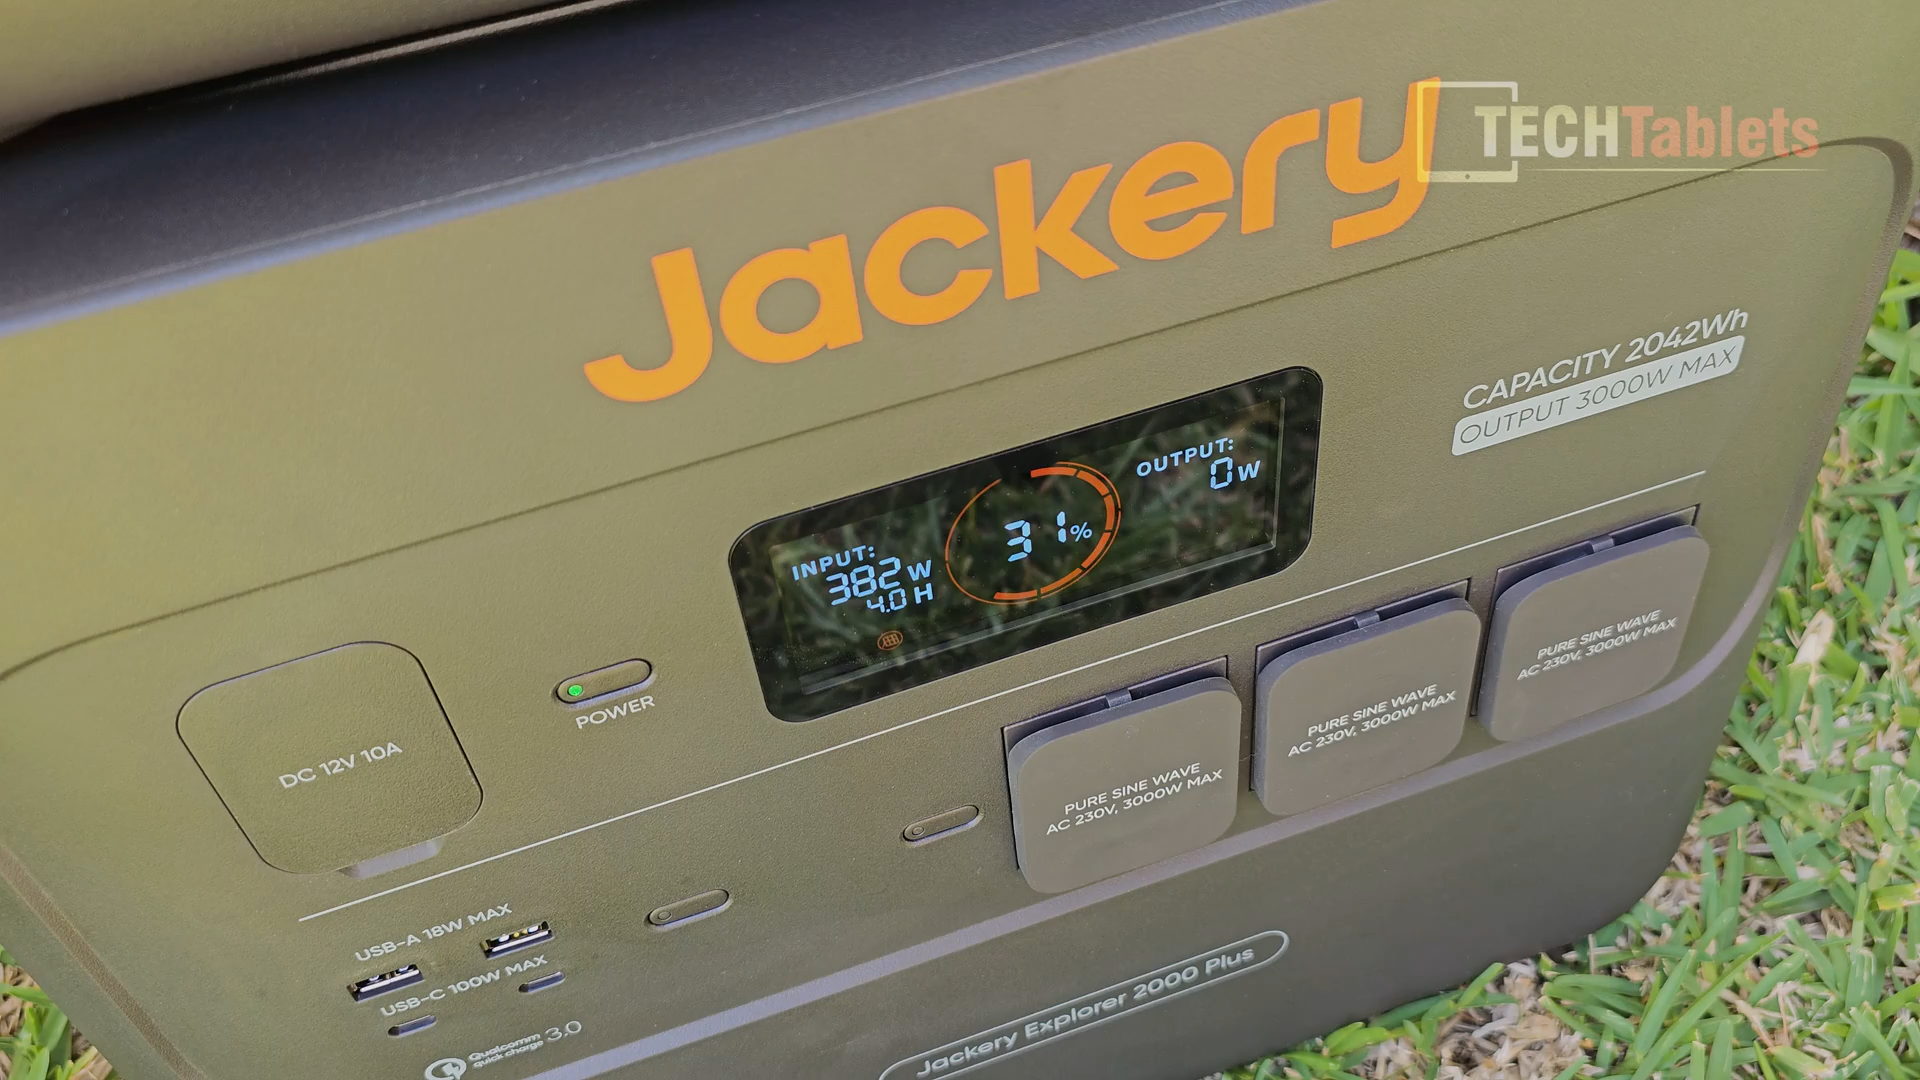 TECHTablets
Jackery
CAPACITY 2042Wh
OUTPUT 3000W MAX
INPUT:
382W
4.0 H
31%
OUTPUT:
0W
POWER
DC 12V 10A
PURE SINE WAVE
AC 230V, 3000W MAX
PURE SINE WAVE
AC 230V, 3000W MAX
PURE SINE WAVE
AC 230V, 3000W MAX
USB-A 18W MAX
USB-C 100W MAX
Qualcomm
quick charge 3.0
Jackery Explorer 2000 Plus